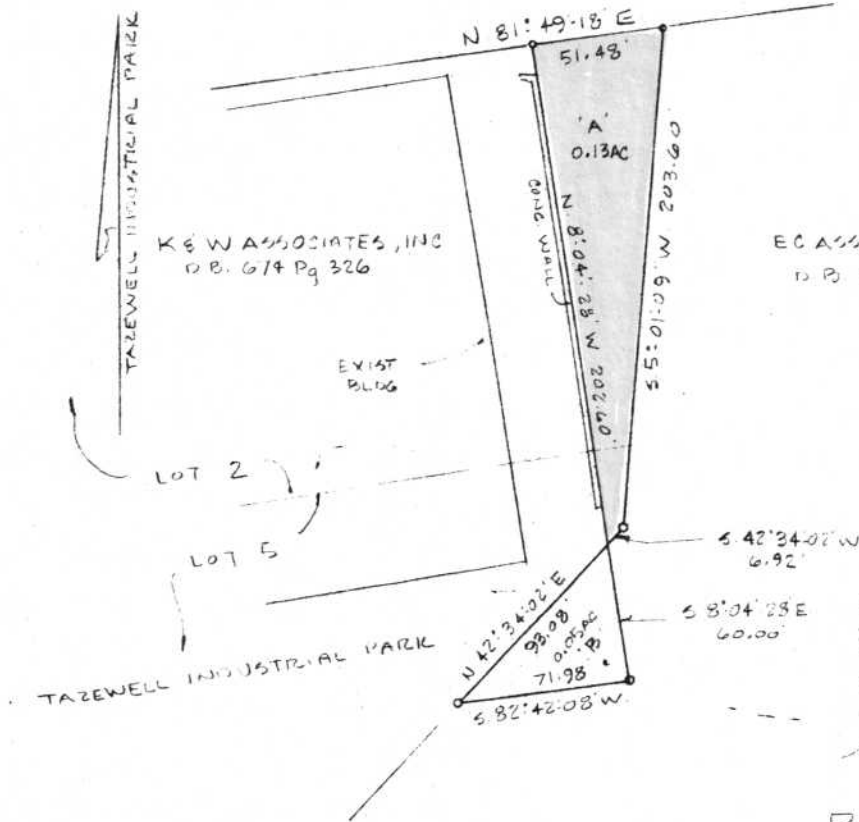 N 81°49'18" E
51.48'
TAZEWELL INDUSTRIAL PARK
'A'
0.13AC
S 5°01'09" W 203.60
CONC. WALL
N 8°04'28" W 202.60'
K & W ASSOCIATES, INC
D.B. 674 Pg 326
EC ASS
D.B.
EXIST
BLDG
LOT 2
LOT 5
S 42°34'02" W
6.92'
S 8°04'28" E
60.00'
N 42°34'02" E
93.08'
0.05AC
'B'
71.98
S 82°42'08" W
TAZEWELL INDUSTRIAL PARK